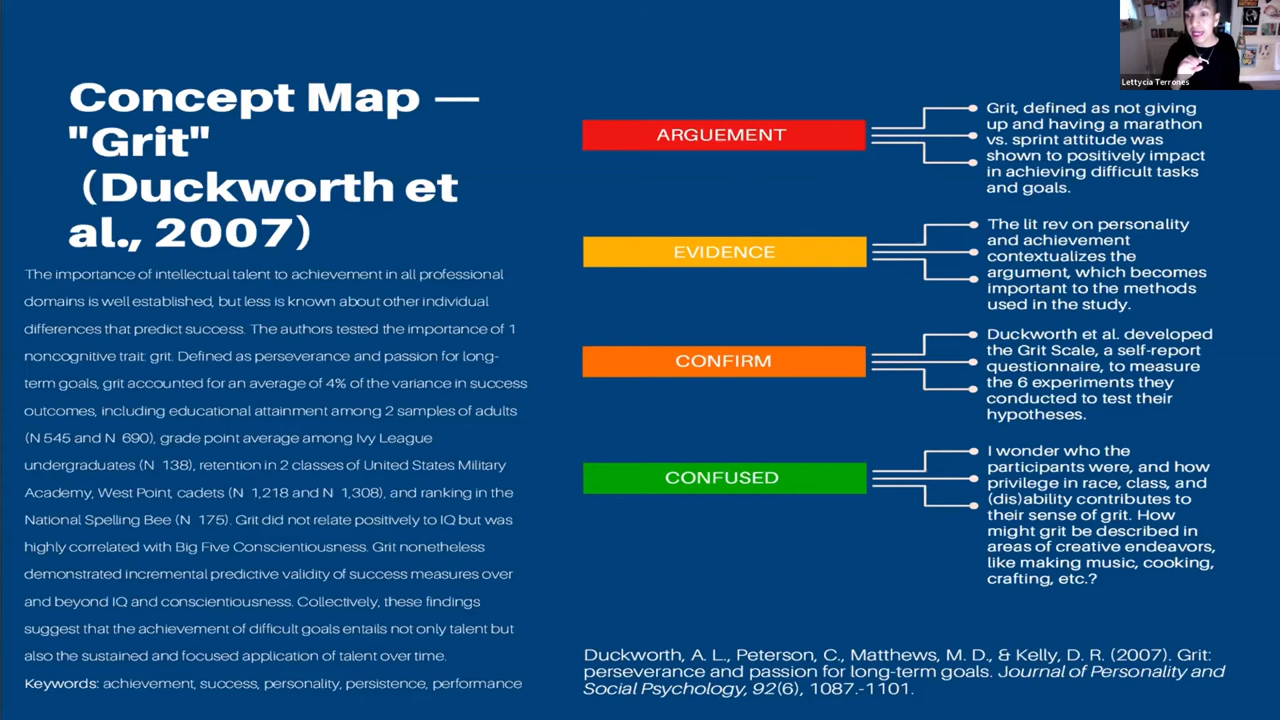 Concept Map —
"Grit"
(Duckworth et
al., 2007)
The importance of intellectual talent to achievement in all professional
domains is well established, but less is known about other individual
differences that predict success. The authors tested the importance of 1
noncognitive trait: grit. Defined as perseverance and passion for long-
term goals, grit accounted for an average of 4% of the variance in success
outcomes, including educational attainment among 2 samples of adults
(N 545 and N 690), grade point average among Ivy League
undergraduates (N 138), retention in 2 classes of United States Military
Academy, West Point, cadets (N 1,218 and N 1,308), and ranking in the
National Spelling Bee (N 175). Grit did not relate positively to IQ but was
highly correlated with Big Five Conscientiousness. Grit nonetheless
demonstrated incremental predictive validity of success measures over
and beyond IQ and conscientiousness. Collectively, these findings
suggest that the achievement of difficult goals entails not only talent but
also the sustained and focused application of talent over time.
Keywords: achievement, success, personality, persistence, performance
ARGUEMENT
Grit, defined as not giving
up and having a marathon
vs. sprint attitude was
shown to positively impact
in achieving difficult tasks
and goals.
EVIDENCE
The lit rev on personality
and achievement
contextualizes the
argument, which becomes
important to the methods
used in the study.
CONFIRM
Duckworth et al. developed
the Grit Scale, a self-report
questionnaire, to measure
the 6 experiments they
conducted to test their
hypotheses.
CONFUSED
I wonder who the
participants were, and how
privilege in race, class, and
(dis)ability contributes to
their sense of grit. How
might grit be described in
areas of creative endeavors,
like making music, cooking,
crafting, etc.?
Duckworth, A. L., Peterson, C., Matthews, M. D., & Kelly, D. R. (2007). Grit:
perseverance and passion for long-term goals. Journal of Personality and
Social Psychology, 92(6), 1087.-1101.
Lettycia Terrones